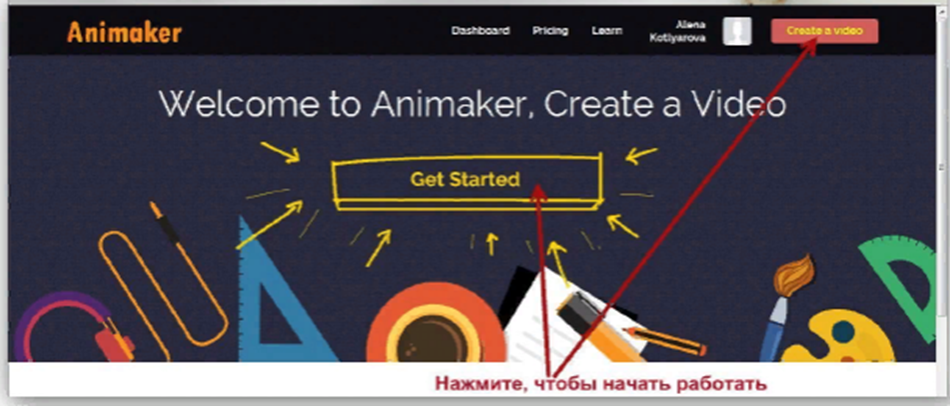 Animaker
Dashboard Pricing Learn
Alena
Kotlyarova
Create a video
Welcome to Animaker, Create a Video
Get Started
Нажмите, чтобы начать работать